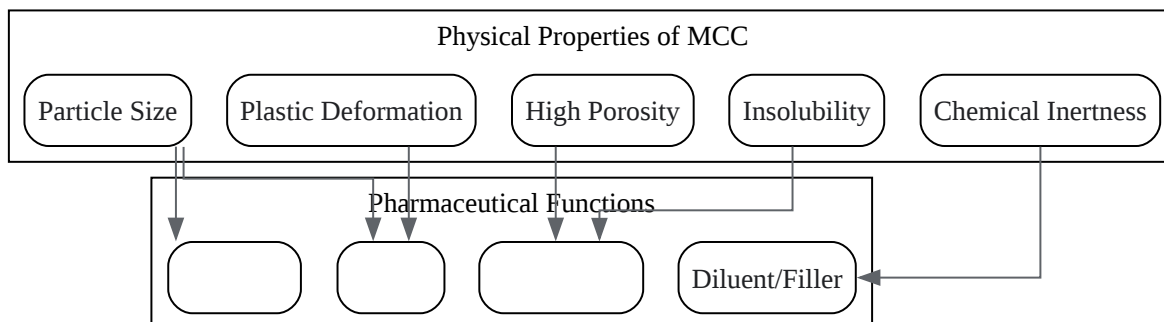 Physical Properties of MCC
Particle Size
Plastic Deformation
High Porosity
Insolubility
Chemical Inertness
Pharmaceutical Functions
Diluent/Filler